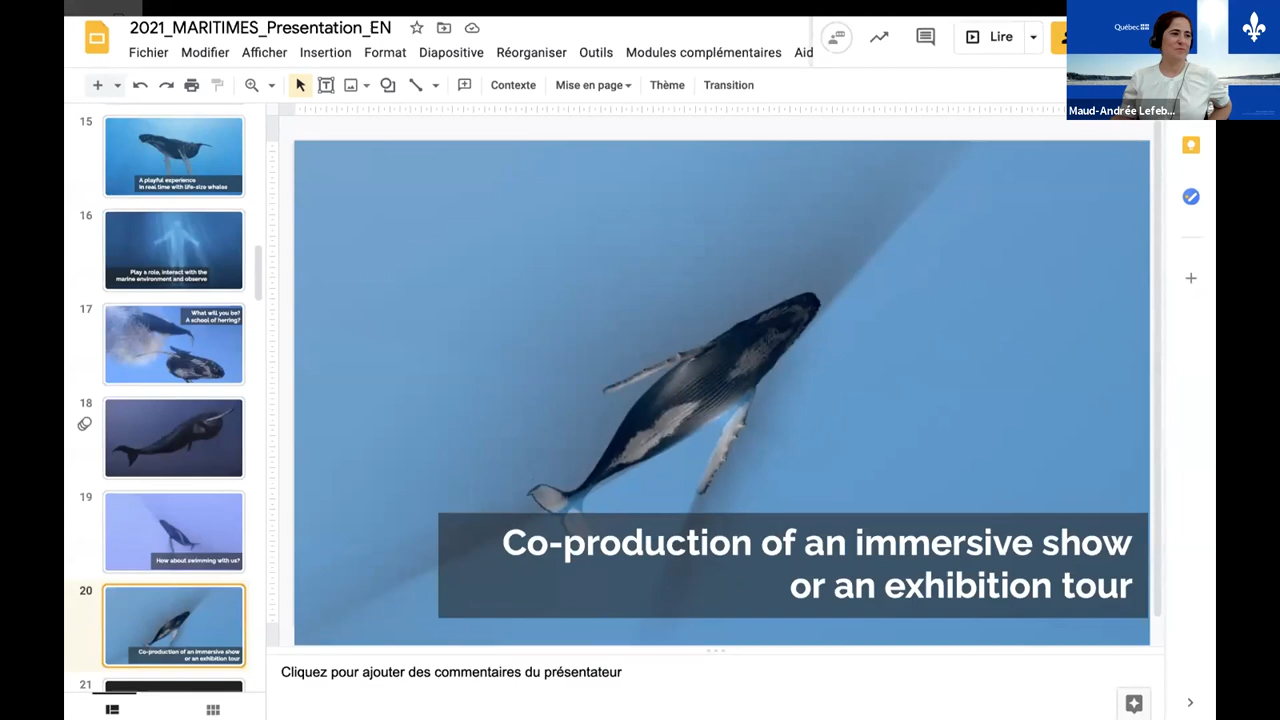 2021_MARITIMES_Presentation_EN
Fichier Modifier Afficher Insertion Format Diapositive Réorganiser Outils Modules complémentaires Aid
Lire
Contexte Mise en page Thème Transition
Québec
Maud-Andrée Lefeb...
15
A playful experience
in real time with life-size whales
16
Play a role, interact with the
marine environment and observe
17
What will you be?
A school of herring?
18
19
How about swimming with us?
20
Co-production of an immersive show
or an exhibition tour
21
Co-production of an immersive show
or an exhibition tour
Cliquez pour ajouter des commentaires du présentateur